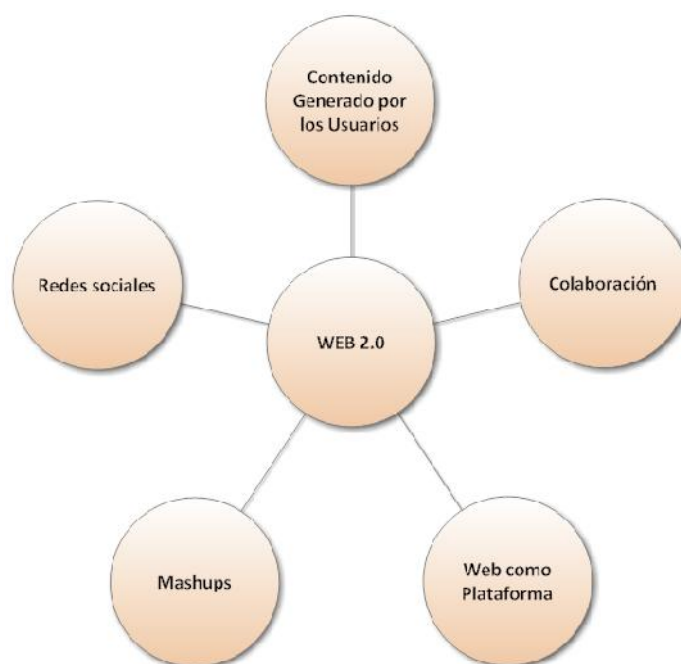 Contenido
Generado por
los Usuarios
Redes sociales
Colaboración
WEB 2.0
Mashups
Web como
Plataforma